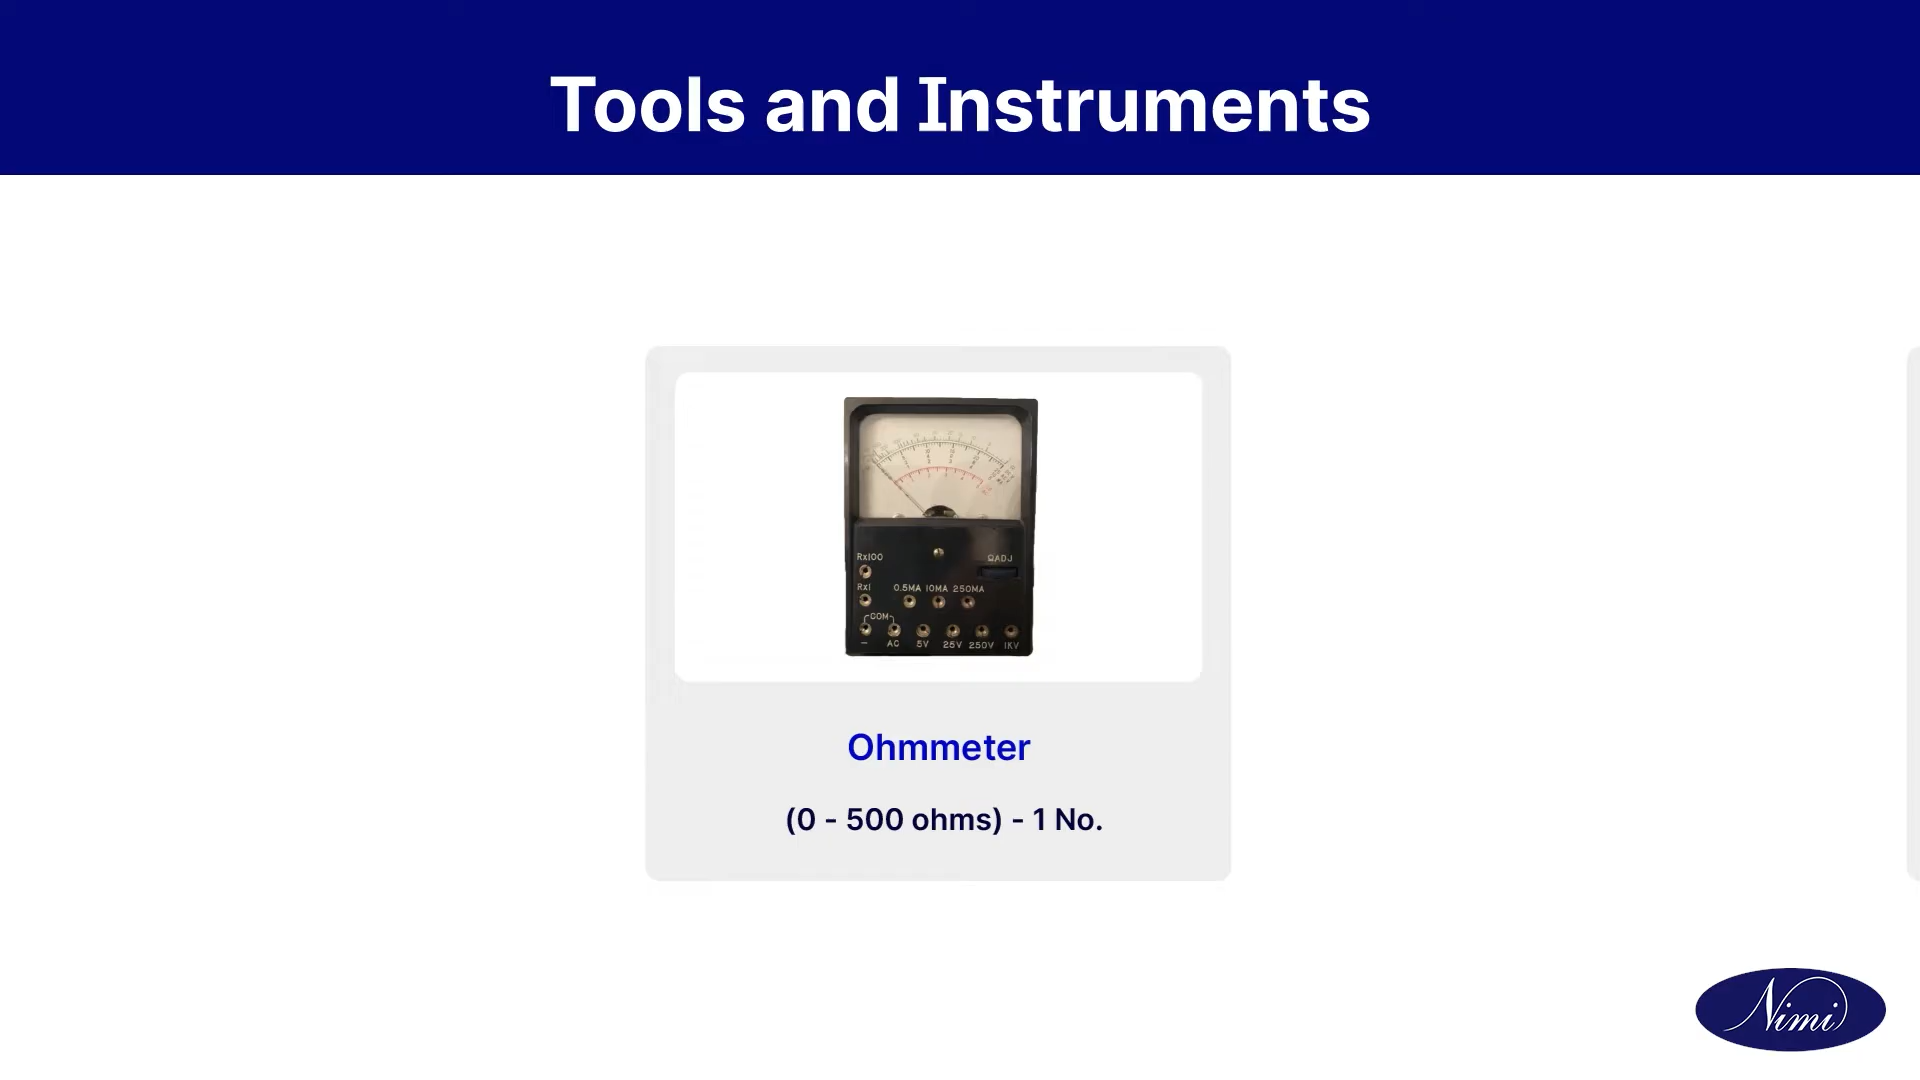 Tools and Instruments
Rx100
ΩADJ
Rx1
0.5MA 10MA 250MA
COM
– AC 5V 25V 250V 1KV
Ohmmeter
(0 - 500 ohms) - 1 No.
Nimi